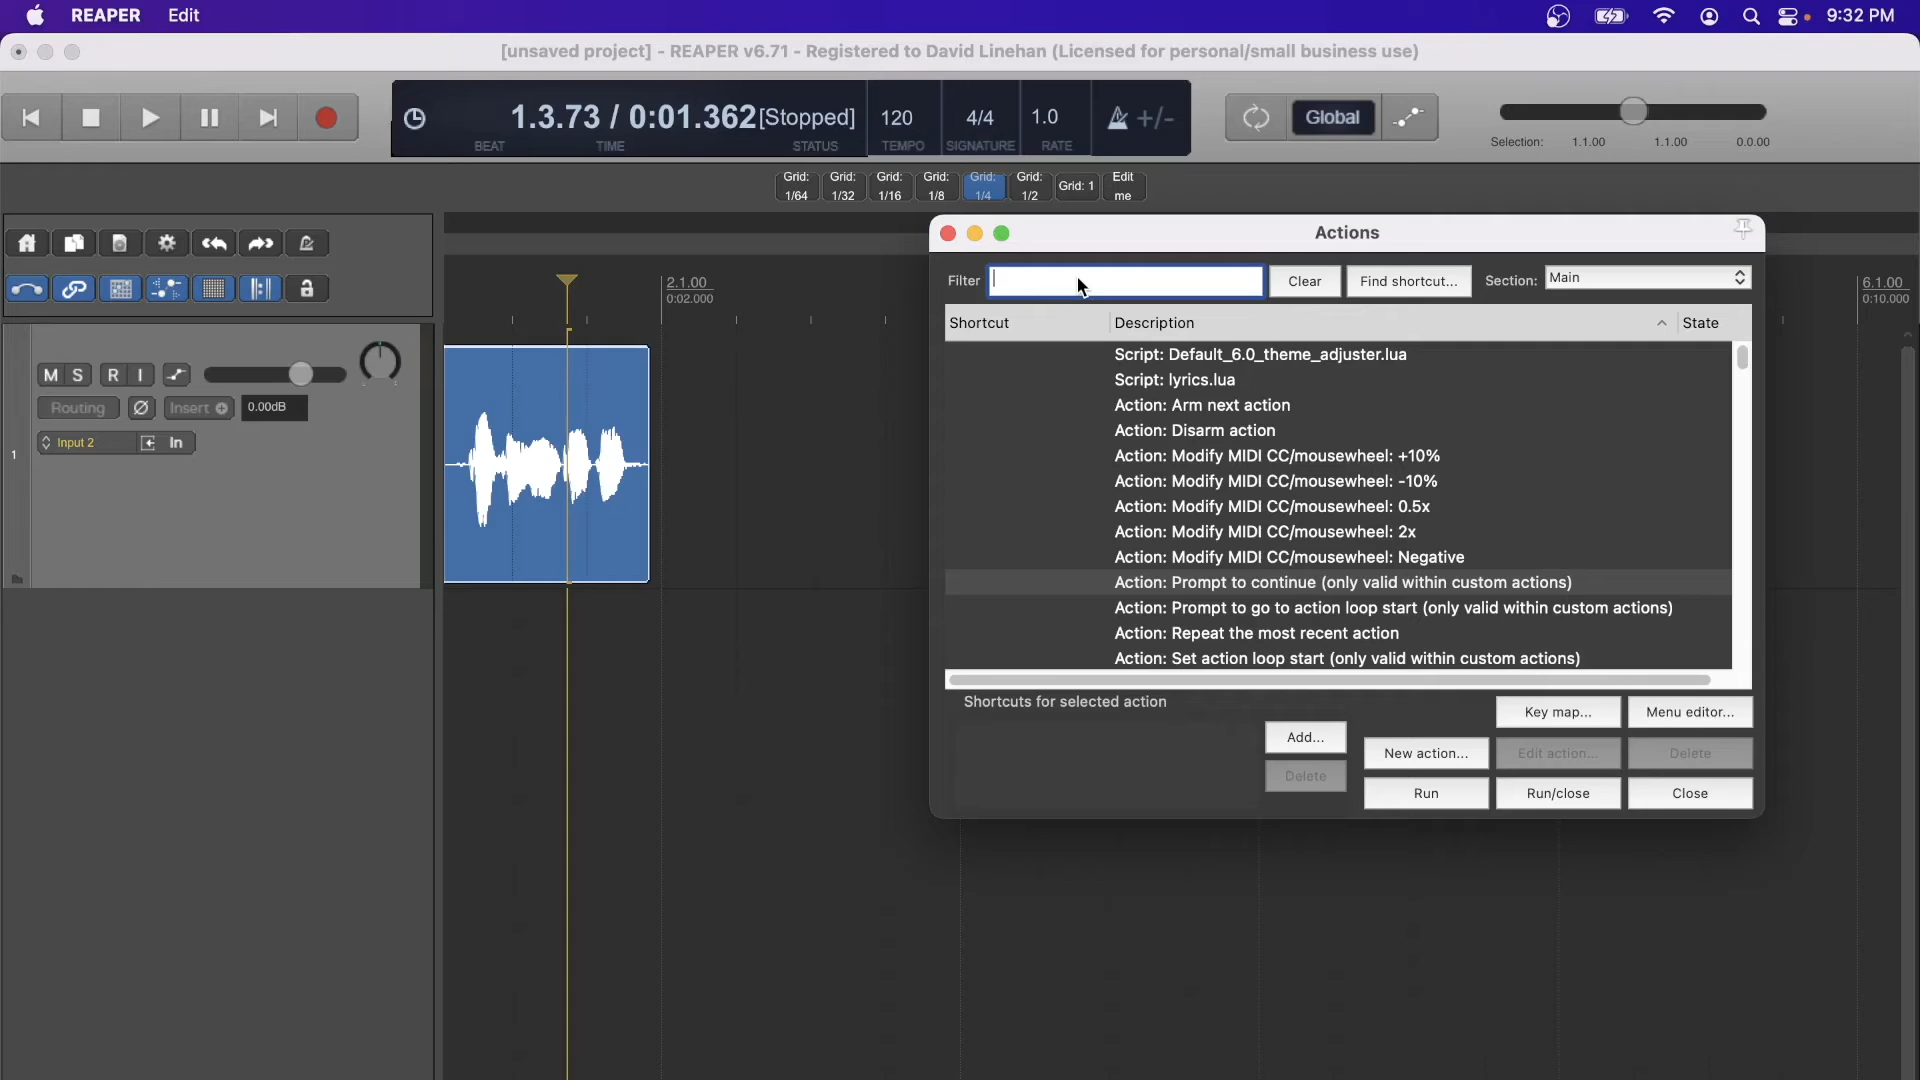 REAPER Edit 9:32 PM
[unsaved project] - REAPER v6.71 - Registered to David Linehan (Licensed for personal/small business use)
1.3.73 / 0:01.362 [Stopped] 120 4/4 1.0 +/- Global
BEAT TIME STATUS TEMPO SIGNATURE RATE
Selection: 1.1.00 1.1.00 0.0.00
Grid: 1/64
Grid: 1/32
Grid: 1/16
Grid: 1/8
Grid: 1/4
Grid: 1/2
Grid: 1
Edit me
Actions
Filter Clear Find shortcut... Section: Main
2.1.00
0:02.000
6.1.00
0:10.000
Shortcut Description State
Script: Default_6.0_theme_adjuster.lua
Script: lyrics.lua
Action: Arm next action
Action: Disarm action
Action: Modify MIDI CC/mousewheel: +10%
Action: Modify MIDI CC/mousewheel: -10%
Action: Modify MIDI CC/mousewheel: 0.5x
Action: Modify MIDI CC/mousewheel: 2x
Action: Modify MIDI CC/mousewheel: Negative
Action: Prompt to continue (only valid within custom actions)
Action: Prompt to go to action loop start (only valid within custom actions)
Action: Repeat the most recent action
Action: Set action loop start (only valid within custom actions)
M S R I
Routing Insert 0.00dB
Input 2 In
1
Shortcuts for selected action
Key map... Menu editor...
Add... New action... Edit action... Delete
Delete Run Run/close Close